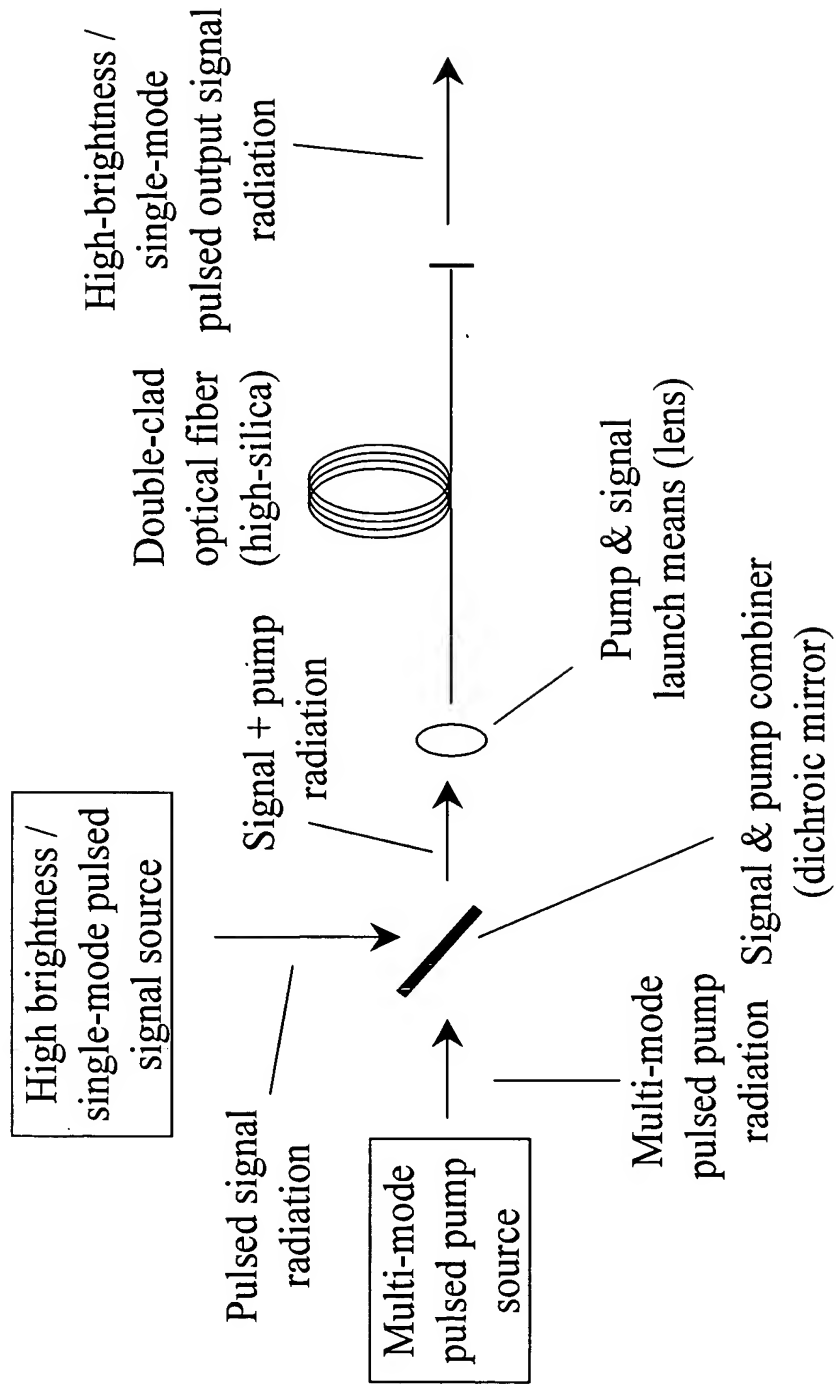 High brightness /
single-mode pulsed
signal source
Pulsed signal
radiation
Multi-mode
pulsed pump
source
Multi-mode
pulsed pump
radiation
Signal & pump combiner
(dichroic mirror)
Signal + pump
radiation
Pump & signal
launch means (lens)
Double-clad
optical fiber
(high-silica)
High-brightness /
single-mode
pulsed output signal
radiation